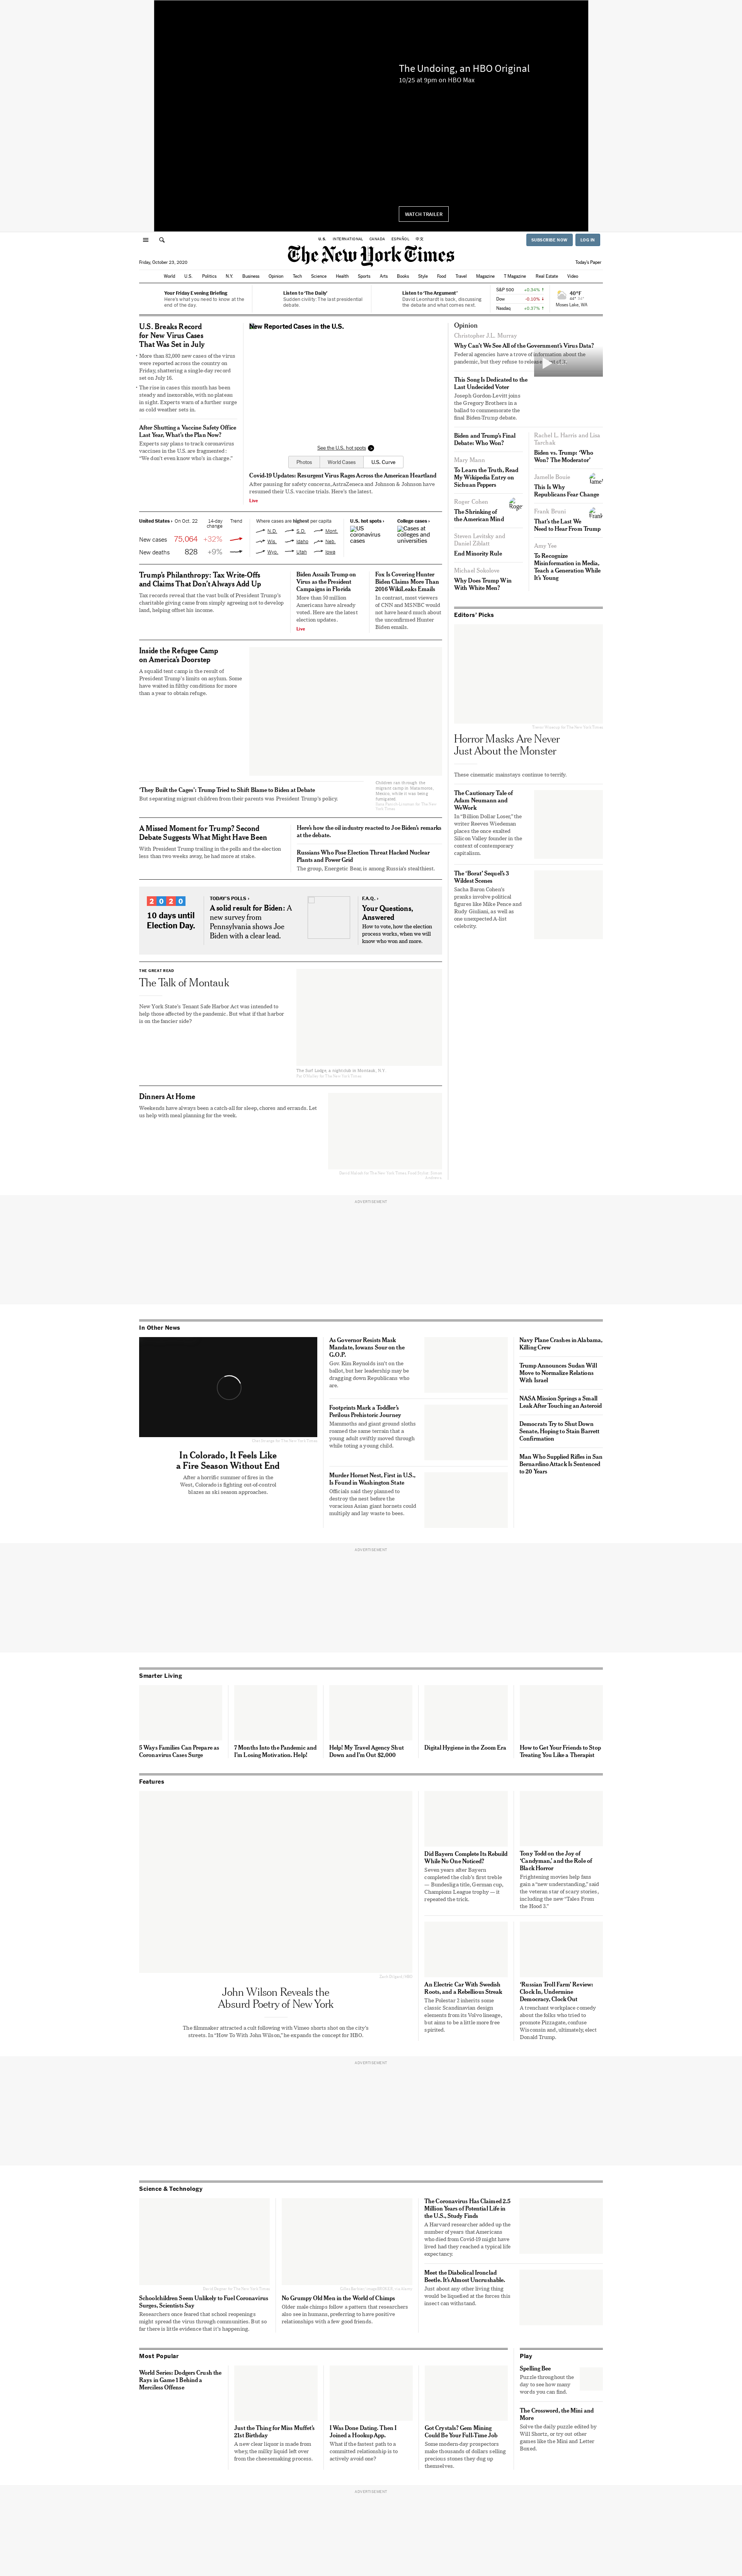 The Undoing, an HBO Original
10/25 at 9pm on HBO Max
WATCH TRAILER
U.S. INTERNATIONAL CANADA ESPAÑOL 中文
SUBSCRIBE NOW LOG IN
The New York Times
Friday, October 23, 2020
Today's Paper
World U.S. Politics N.Y. Business Opinion Tech Science Health Sports Arts Books Style Food Travel Magazine T Magazine Real Estate Video
Your Friday Evening Briefing
Here's what you need to know at the
end of the day.
Listen to 'The Daily'
Sudden civility: The last presidential
debate.
Listen to 'The Argument'
David Leonhardt is back, discussing
the debate and what comes next.
S&P 500 +0.34% ↑
Dow -0.10% ↓
Nasdaq +0.37% ↑
40°F
Moses Lake, WA
U.S. Breaks Record
for New Virus Cases
That Was Set in July
• More than 82,000 new cases of the virus
were reported across the country on
Friday, shattering a single-day record
set on July 16.
• The rise in cases this month has been
steady and inexorable, with no plateau
in sight. Experts warn of a further surge
as cold weather sets in.
After Shutting a Vaccine Safety Office
Last Year, What's the Plan Now?
Experts say plans to track coronavirus
vaccines in the U.S. are fragmented:
"We don't even know who's in charge."
New Reported Cases in the U.S.
See the U.S. hot spots
Photos World Cases U.S. Curve
Covid-19 Updates: Resurgent Virus Rages Across the American Heartland
After pausing for safety concerns, AstraZeneca and Johnson & Johnson have
resumed their U.S. vaccine trials. Here's the latest.
Live
United States › On Oct. 22 14-day
change Trend
New cases 75,064 +32%
New deaths 828 +9%
Where cases are highest per capita
N.D. S.D. Mont.
Wis. Idaho Neb.
Wyo. Utah Iowa
U.S. hot spots ›
US
coronavirus
cases
College cases ›
Cases at
colleges and
universities
Trump's Philanthropy: Tax Write-Offs
and Claims That Don't Always Add Up
Tax records reveal that the vast bulk of President Trump's
charitable giving came from simply agreeing not to develop
land, helping offset his income.
Biden Assails Trump on
Virus as the President
Campaigns in Florida
More than 50 million
Americans have already
voted. Here are the latest
election updates.
Live
Fox Is Covering Hunter
Biden Claims More Than
2016 WikiLeaks Emails
In contrast, most viewers
of CNN and MSNBC would
not have heard much about
the unconfirmed Hunter
Biden emails.
Inside the Refugee Camp
on America's Doorstep
A squalid tent camp is the result of
President Trump's limits on asylum. Some
have waited in filthy conditions for more
than a year to obtain refuge.
'They Built the Cages': Trump Tried to Shift Blame to Biden at Debate
But separating migrant children from their parents was President Trump's policy.
Children ran through the
migrant camp in Matamoros,
Mexico, while it was being
fumigated.
A Missed Moment for Trump? Second
Debate Suggests What Might Have Been
With President Trump trailing in the polls and the election
less than two weeks away, he had more at stake.
Here's how the oil industry reacted to Joe Biden's remarks
at the debate.
Russians Who Pose Election Threat Hacked Nuclear
Plants and Power Grid
The group, Energetic Bear, is among Russia's stealthiest.
2 0 2 0
10 days until
Election Day.
TODAY'S POLLS ›
A solid result for Biden: A
new survey from
Pennsylvania shows Joe
Biden with a clear lead.
F.A.Q. ›
Your Questions,
Answered
How to vote, how the election
process works, when we will
know who won and more.
THE GREAT READ
The Talk of Montauk
New York State's Tenant Safe Harbor Act was intended to
help those affected by the pandemic. But what if that harbor
is on the fancier side?
The Surf Lodge, a nightclub in Montauk, N.Y.
Dinners At Home
Weekends have always been a catch-all for sleep, chores and errands. Let
us help with meal planning for the week.
Opinion
Christopher J.L. Murray
Why Can't We See All of the Government's Virus Data?
Federal agencies have a trove of information about the
pandemic, but they refuse to release most of it.
This Song Is Dedicated to the
Last Undecided Voter
Joseph Gordon-Levitt joins
the Gregory Brothers in a
ballad to commemorate the
final Biden-Trump debate.
Biden and Trump's Final
Debate: Who Won?
Mary Mann
To Learn the Truth, Read
My Wikipedia Entry on
Sichuan Peppers
Roger Cohen
The Shrinking of
the American Mind
Steven Levitsky and
Daniel Ziblatt
End Minority Rule
Michael Sokolove
Why Does Trump Win
With White Men?
Rachel L. Harris and Lisa
Tarchak
Biden vs. Trump: 'Who
Won? The Moderator'
Jamelle Bouie
This Is Why
Republicans Fear Change
Frank Bruni
That's the Last We
Need to Hear From Trump
Amy Yee
To Recognize
Misinformation in Media,
Teach a Generation While
It's Young
Editors' Picks
Horror Masks Are Never
Just About the Monster
These cinematic mainstays continue to terrify.
The Cautionary Tale of
Adam Neumann and
WeWork
In "Billion Dollar Loser," the
writer Reeves Wiedeman
places the once exalted
Silicon Valley founder in the
context of contemporary
capitalism.
The 'Borat' Sequel's 3
Wildest Scenes
Sacha Baron Cohen's
pranks involve political
figures like Mike Pence and
Rudy Giuliani, as well as
one unexpected A-list
celebrity.
ADVERTISEMENT
In Other News
In Colorado, It Feels Like
a Fire Season Without End
After a horrific summer of fires in the
West, Colorado is fighting out-of-control
blazes as ski season approaches.
As Governor Resists Mask
Mandate, Iowans Sour on the
G.O.P.
Gov. Kim Reynolds isn't on the
ballot, but her leadership may be
dragging down Republicans who
are.
Footprints Mark a Toddler's
Perilous Prehistoric Journey
Mammoths and giant ground sloths
roamed the same terrain that a
young adult swiftly moved through
while toting a young child.
Murder Hornet Nest, First in U.S.,
Is Found in Washington State
Officials said they planned to
destroy the nest before the
voracious Asian giant hornets could
multiply and lay waste to bees.
Navy Plane Crashes in Alabama,
Killing Crew
Trump Announces Sudan Will
Move to Normalize Relations
With Israel
NASA Mission Springs a Small
Leak After Touching an Asteroid
Democrats Try to Shut Down
Senate, Hoping to Stain Barrett
Confirmation
Man Who Supplied Rifles in San
Bernardino Attack Is Sentenced
to 20 Years
ADVERTISEMENT
Smarter Living
5 Ways Families Can Prepare as
Coronavirus Cases Surge
7 Months Into the Pandemic and
I'm Losing Motivation. Help!
Help! My Travel Agency Shut
Down and I'm Out $2,000
Digital Hygiene in the Zoom Era
How to Get Your Friends to Stop
Treating You Like a Therapist
Features
John Wilson Reveals the
Absurd Poetry of New York
The filmmaker attracted a cult following with Vimeo shorts shot on the city's
streets. In "How To With John Wilson," he expands the concept for HBO.
Did Bayern Complete Its Rebuild
While No One Noticed?
Seven years after Bayern
completed the club's first treble
— Bundesliga title, German cup,
Champions League trophy — it
repeated the trick.
Tony Todd on the Joy of
'Candyman,' and the Role of
Black Horror
Frightening movies help fans
gain a "new understanding," said
the veteran star of scary stories,
including the new "Tales From
the Hood 3."
An Electric Car With Swedish
Roots, and a Rebellious Streak
The Polestar 2 inherits some
classic Scandinavian design
elements from its Volvo lineage,
but aims to be a little more free
spirited.
'Russian Troll Farm' Review:
Clock In, Undermine
Democracy, Clock Out
A trenchant workplace comedy
about the folks who tried to
promote Pizzagate, confuse
Wisconsin and, ultimately, elect
Donald Trump.
ADVERTISEMENT
Science & Technology
Schoolchildren Seem Unlikely to Fuel Coronavirus
Surges, Scientists Say
Researchers once feared that school reopenings
might spread the virus through communities. But so
far there is little evidence that it's happening.
No Grumpy Old Men in the World of Chimps
Older male chimps follow a pattern that researchers
also see in humans, preferring to have positive
relationships with a few good friends.
The Coronavirus Has Claimed 2.5
Million Years of Potential Life in
the U.S., Study Finds
A Harvard researcher added up the
number of years that Americans
who died from Covid-19 might have
lived had they reached a typical life
expectancy.
Meet the Diabolical Ironclad
Beetle. It's Almost Uncrushable.
Just about any other living thing
would be liquefied at the forces this
insect can withstand.
Most Popular
World Series: Dodgers Crush the
Rays in Game 1 Behind a
Merciless Offense
Just the Thing for Miss Muffet's
21st Birthday
A new clear liquor is made from
whey, the milky liquid left over
from the cheesemaking process.
I Was Done Dating. Then I
Joined a Hookup App.
What if the fastest path to a
committed relationship is to
actively avoid one?
Got Crystals? Gem Mining
Could Be Your Full-Time Job
Some modern-day prospectors
make thousands of dollars selling
precious stones they dug up
themselves.
Play
Spelling Bee
Puzzle throughout the
day to see how many
words you can find.
The Crossword, the Mini and
More
Solve the daily puzzle edited by
Will Shortz, or try out other
games like the Mini and Letter
Boxed.
ADVERTISEMENT